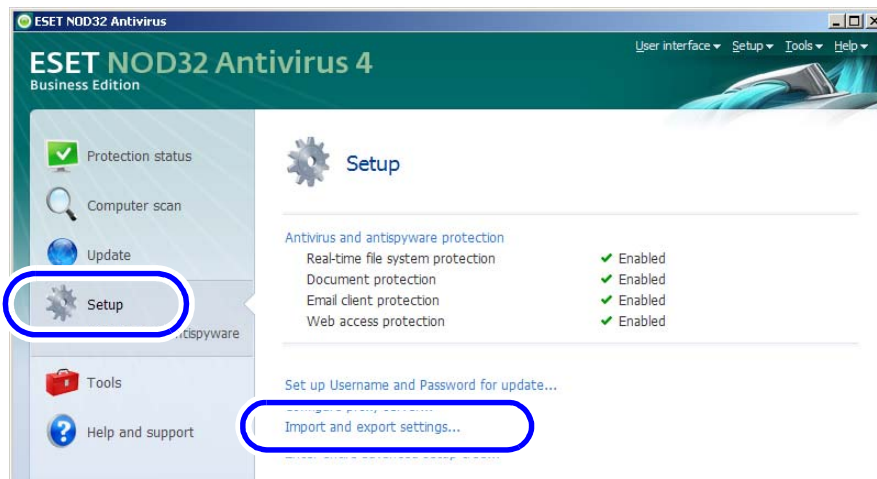 ESET NOD32 Antivirus
ESET NOD32 Antivirus 4
Business Edition
User interface Setup Tools Help
Protection status
Computer scan
Update
Setup
Tools
Help and support
Setup
Antivirus and antispyware protection
Real-time file system protection Enabled
Document protection Enabled
Email client protection Enabled
Web access protection Enabled
Set up Username and Password for update...
Import and export settings...